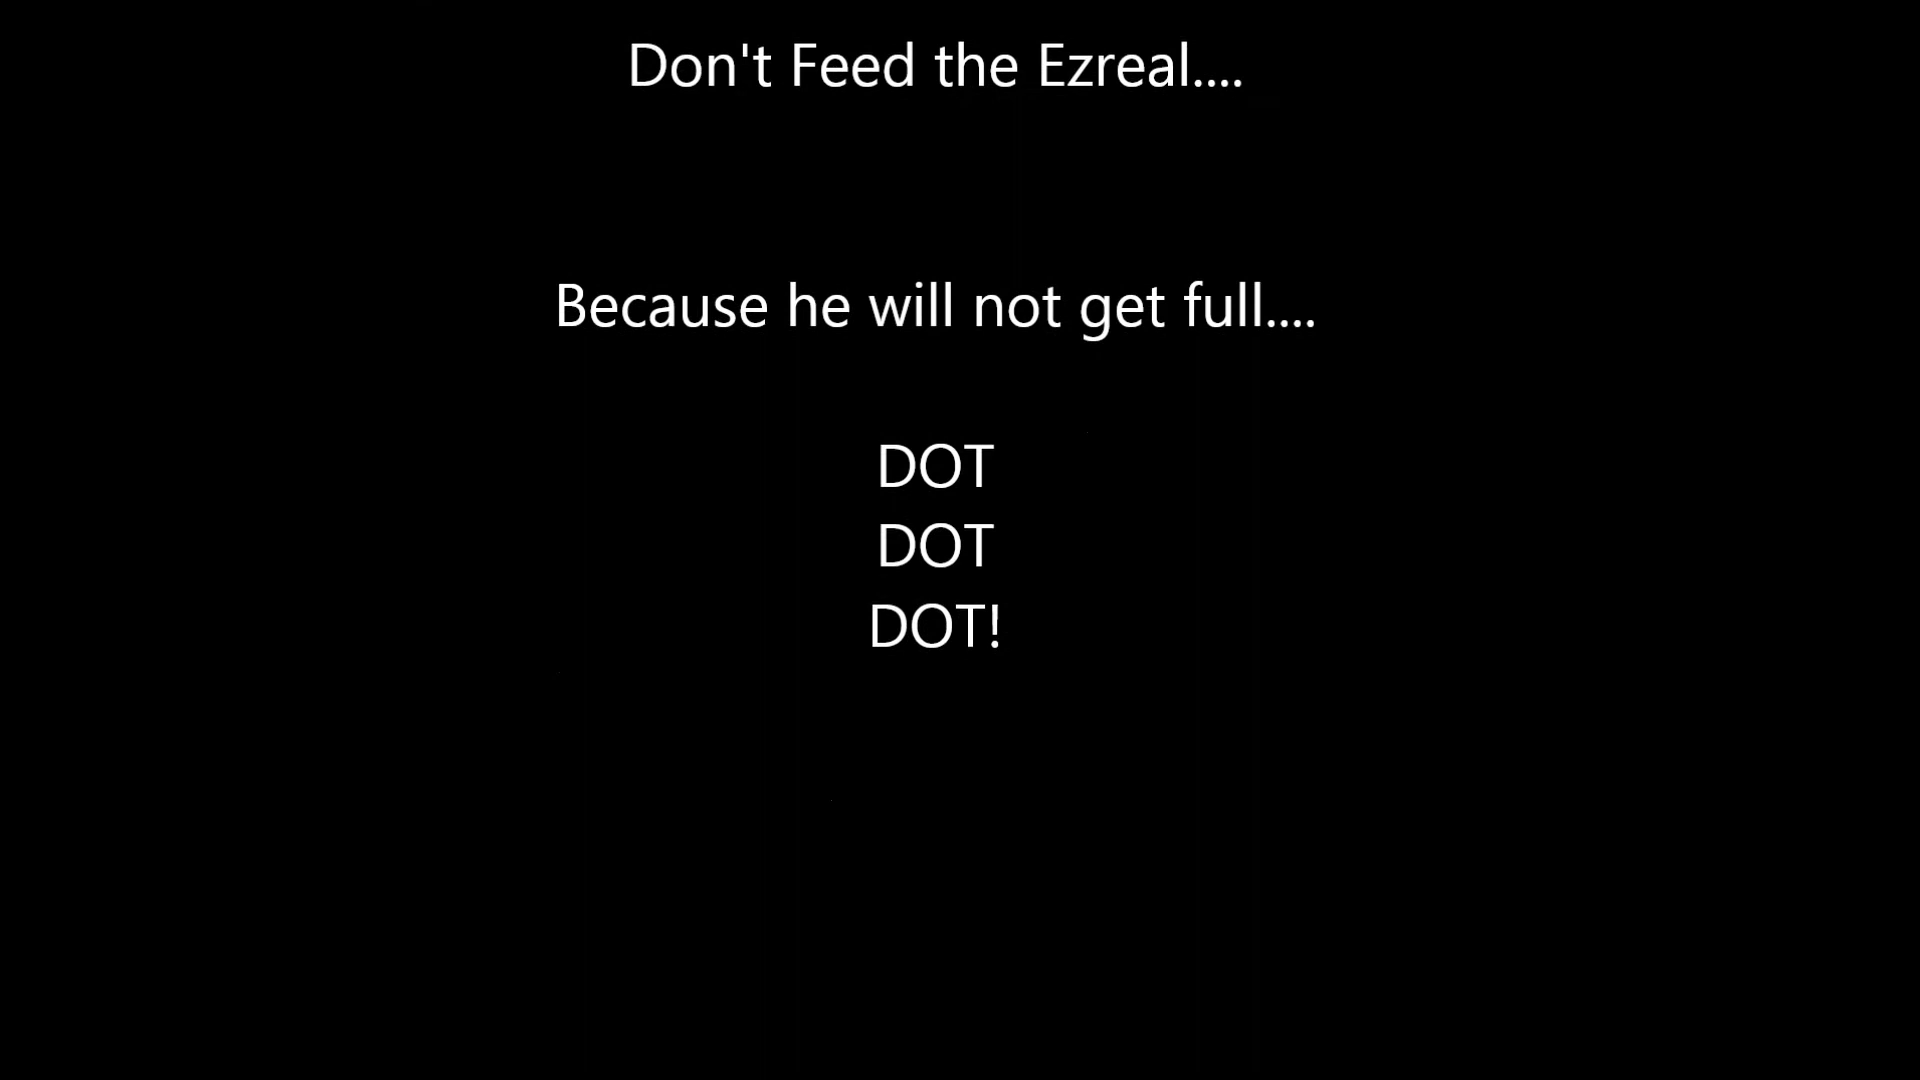 Don't Feed the Ezreal....
Because he will not get full....
DOT
DOT
DOT!